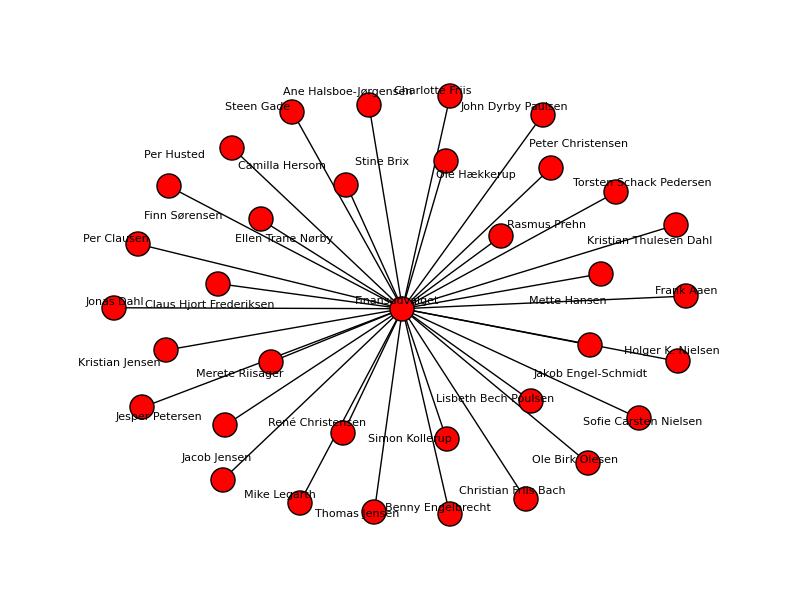 Ane Halsboe-Jørgensen
Charlotte Friis
Steen Gade
John Dyrby Paulsen
Peter Christensen
Per Husted
Camilla Hersom
Stine Brix
Ole Hækkerup
Torsten Schack Pedersen
Finn Sørensen
Rasmus Prehn
Per Clausen
Ellen Trane Nørby
Kristian Thulesen Dahl
Frank Aaen
Jonas Dahl
Claus Hjort Frederiksen
Finansudvalget
Mette Hansen
Holger K. Nielsen
Kristian Jensen
Merete Riisager
Jakob Engel-Schmidt
Lisbeth Bech Poulsen
Jesper Petersen
René Christensen
Sofie Carsten Nielsen
Simon Kollerup
Jacob Jensen
Ole Birk Olesen
Mike Legarth
Christian Friis Bach
Thomas Jensen
Benny Engelbrecht